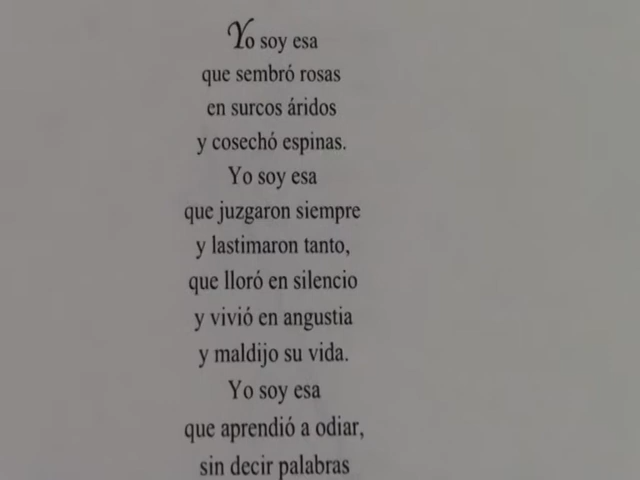 Yo soy esa
que sembró rosas
en surcos áridos
y cosechó espinas.
Yo soy esa
que juzgaron siempre
y lastimaron tanto,
que lloró en silencio
y vivió en angustia
y maldijo su vida.
Yo soy esa
que aprendió a odiar,
sin decir palabras